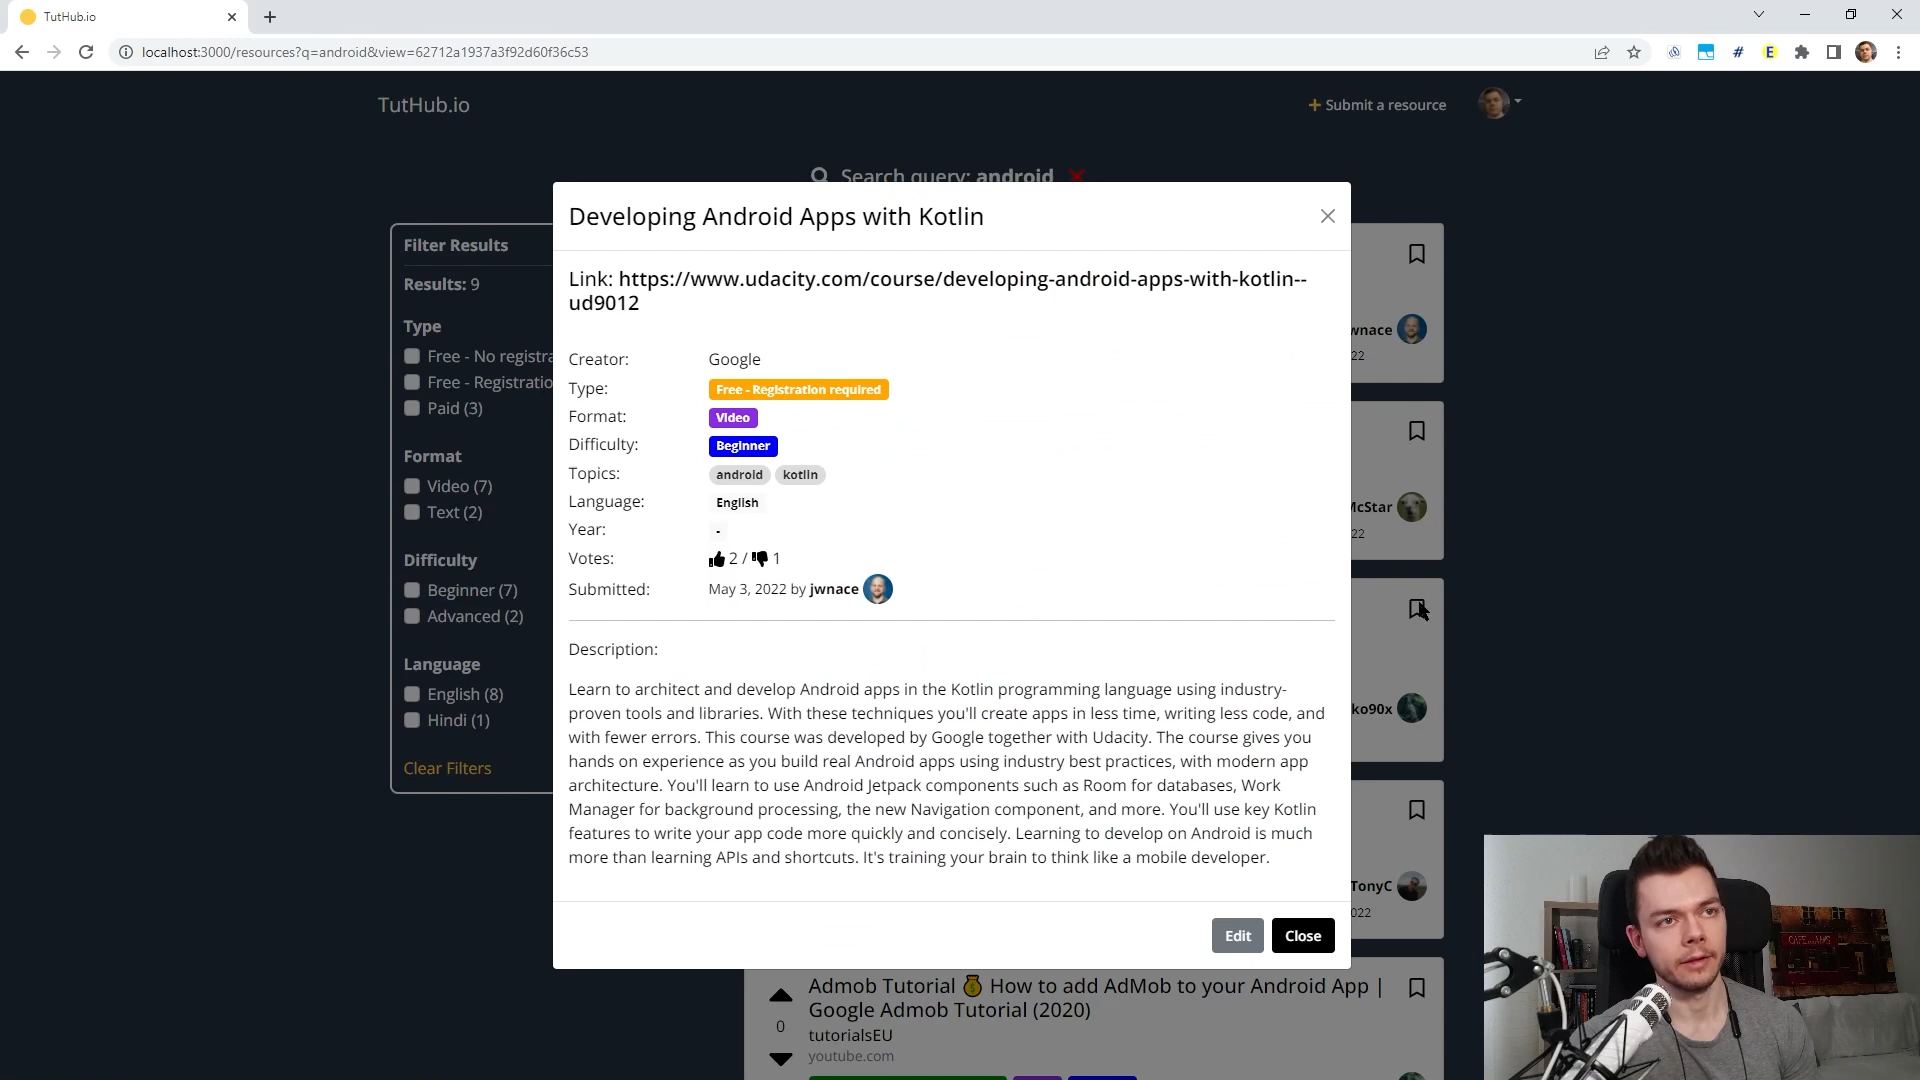 TutHub.io
localhost:3000/resources?q=android&view=62712a1937a3f92d60f36c53
TutHub.io
Submit a resource
Search query: android
Developing Android Apps with Kotlin
Link: https://www.udacity.com/course/developing-android-apps-with-kotlin--
ud9012
Creator: Google
Type: Free - Registration required
Format: Video
Difficulty: Beginner
Topics: android kotlin
Language: English
Year: -
Votes: 2 / 1
Submitted: May 3, 2022 by jwnace
Description:
Learn to architect and develop Android apps in the Kotlin programming language using industry-
proven tools and libraries. With these techniques you'll create apps in less time, writing less code, and
with fewer errors. This course was developed by Google together with Udacity. The course gives you
hands on experience as you build real Android apps using industry best practices, with modern app
architecture. You'll learn to use Android Jetpack components such as Room for databases, Work
Manager for background processing, the new Navigation component, and more. You'll use key Kotlin
features to write your app code more quickly and concisely. Learning to develop on Android is much
more than learning APIs and shortcuts. It's training your brain to think like a mobile developer.
Edit Close
Filter Results
Results: 9
Type
Free - No registra
Free - Registratio
Paid (3)
Format
Video (7)
Text (2)
Difficulty
Beginner (7)
Advanced (2)
Language
English (8)
Hindi (1)
Clear Filters
wnace
22
McStar
22
ko90x
TonyC
022
Admob Tutorial 💰 How to add AdMob to your Android App |
Google Admob Tutorial (2020)
0
tutorialsEU
youtube.com